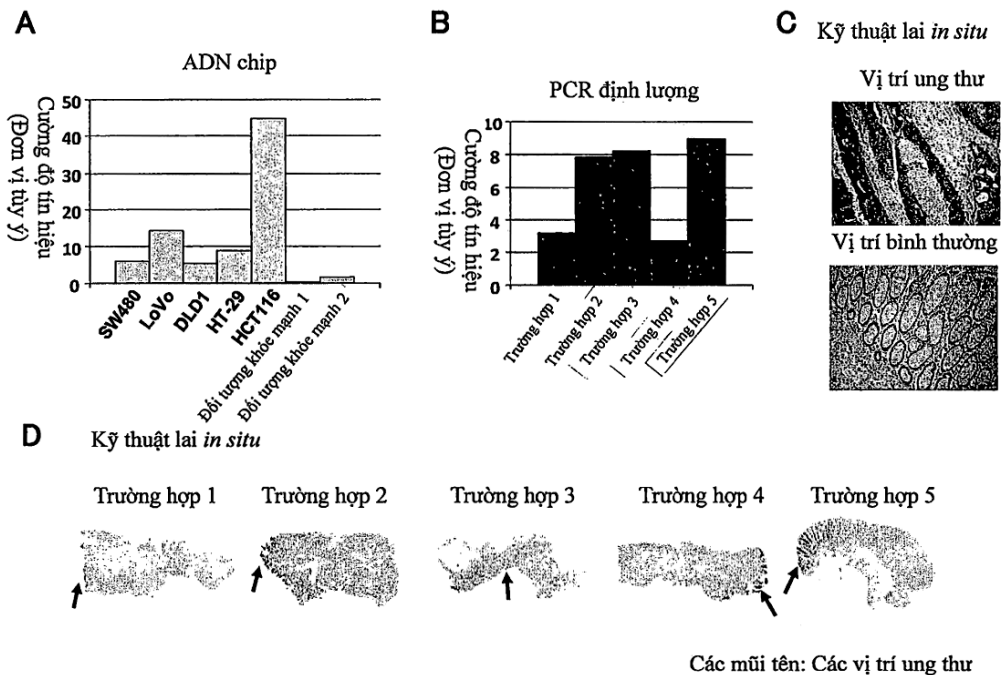 A
ADN chip
Cường độ tín hiệu
(Đơn vị tùy ý)
50
40
30
20
10
0
SW480
LoVo
DLD1
HT-29
HCT116
Đối tượng khỏe mạnh 1
Đối tượng khỏe mạnh 2
B
PCR định lượng
Cường độ tín hiệu
(Đơn vị tùy ý)
10
8
6
4
2
0
Trường hợp 1
Trường hợp 2
Trường hợp 3
Trường hợp 4
Trường hợp 5
C
Kỹ thuật lai in situ
Vị trí ung thư
Vị trí bình thường
D
Kỹ thuật lai in situ
Trường hợp 1
Trường hợp 2
Trường hợp 3
Trường hợp 4
Trường hợp 5
Các mũi tên: Các vị trí ung thư